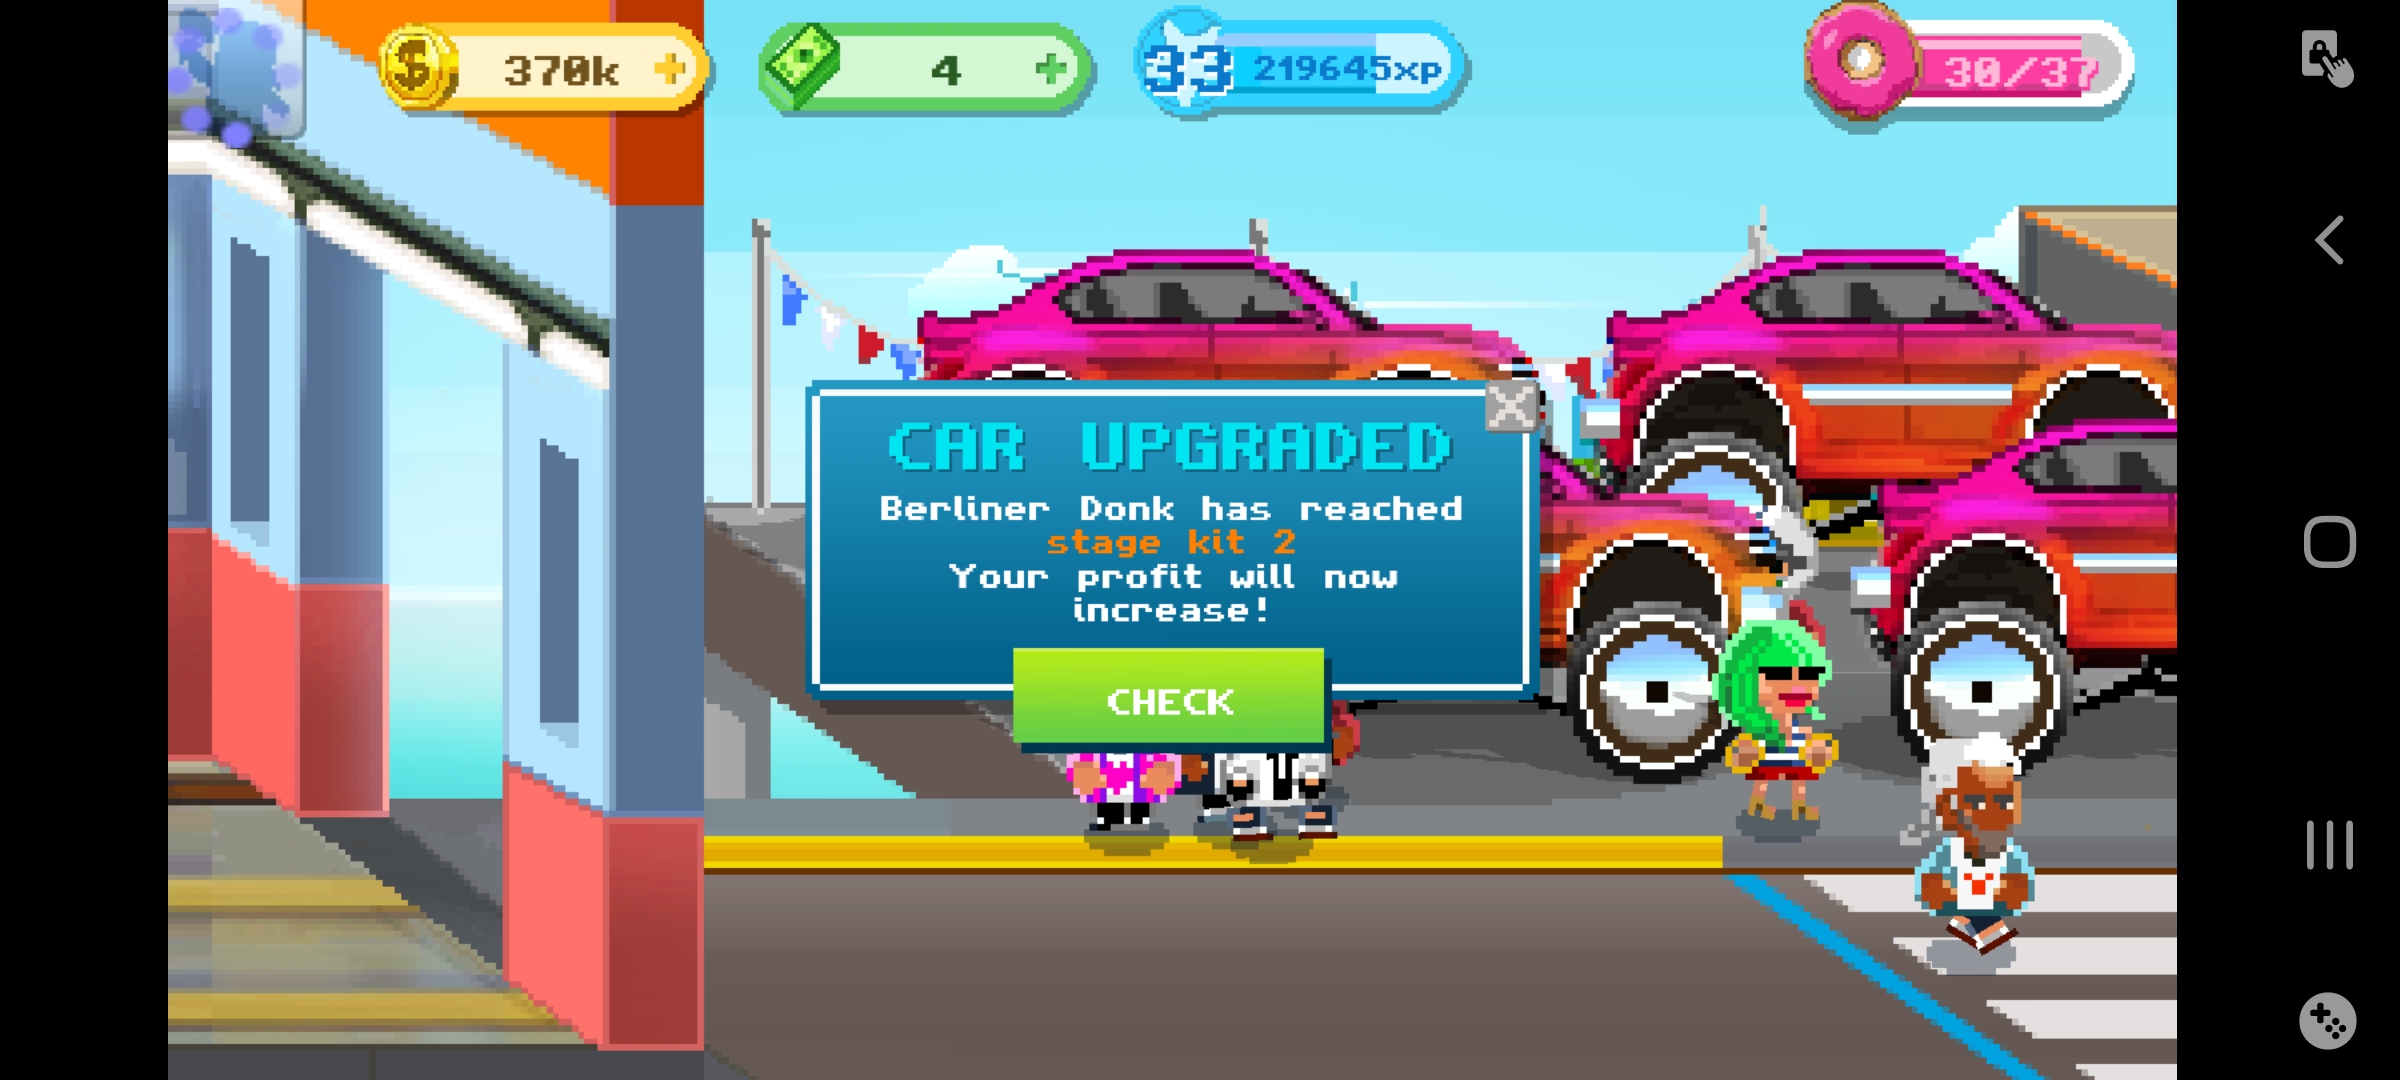 370k
4
33
219645xp
30/37
CAR UPGRADED
Berliner Donk has reached
stage kit 2
Your profit will now
increase!
CHECK